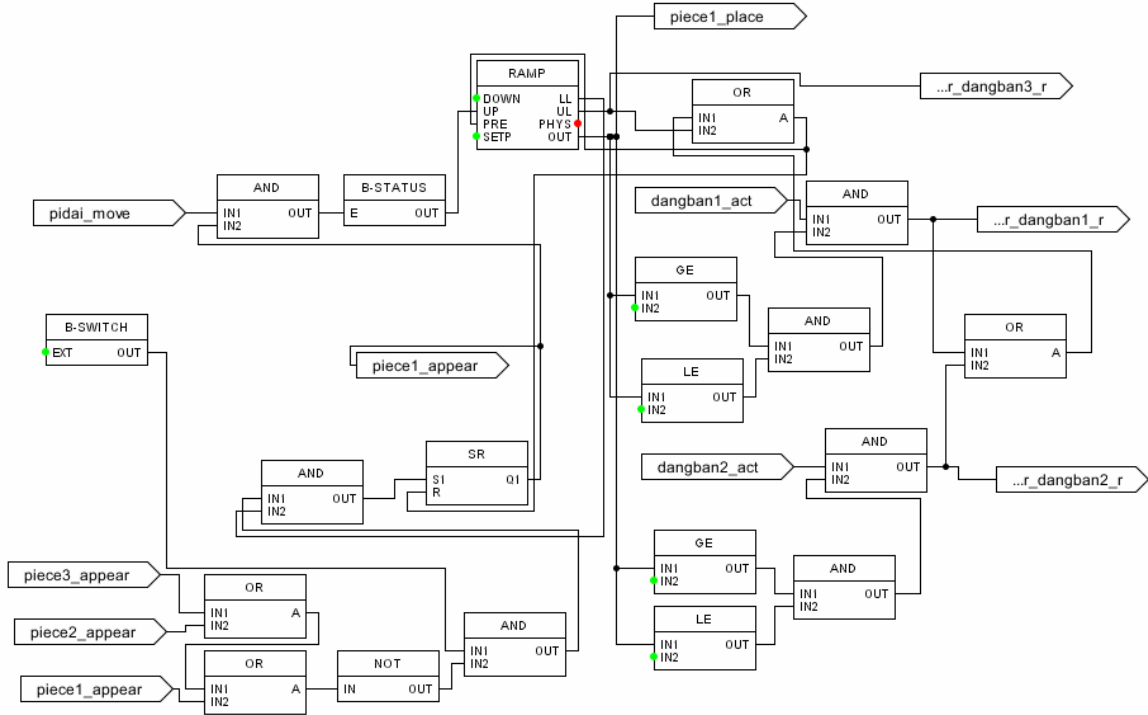 piece1_place
RAMP
DOWN LL
UP UL
PRE PHYS
SETP OUT
...r_dangban3_r
OR
IN1 A
IN2
AND
IN1 OUT
IN2
B-STATUS
E OUT
pidai_move
dangban1_act
AND
IN1 OUT
IN2
...r_dangban1_r
GE
IN1 OUT
IN2
B-SWITCH
EXT OUT
AND
IN1 OUT
IN2
OR
IN1 A
IN2
piece1_appear
LE
IN1 OUT
IN2
AND
IN1 OUT
IN2
SR
S1 Q1
R
dangban2_act
AND
IN1 OUT
IN2
...r_dangban2_r
GE
IN1 OUT
IN2
piece3_appear
OR
IN1 A
IN2
AND
IN1 OUT
IN2
piece2_appear
AND
IN1 OUT
IN2
LE
IN1 OUT
IN2
OR
IN1 A
IN2
NOT
IN OUT
piece1_appear